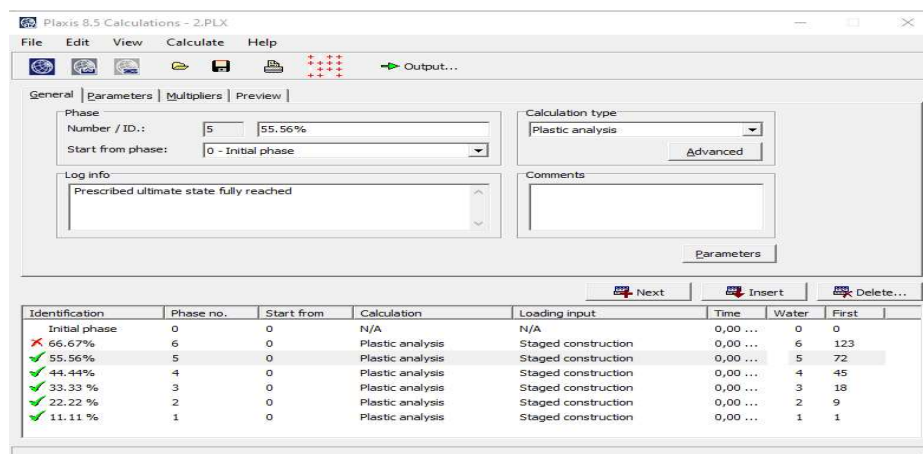 Plaxis 8.5 Calculations - 2.PLX
File Edit View Calculate Help
Output...
General Parameters Multipliers Preview
Phase
Number / ID.: 5 55.56%
Start from phase: 0 - Initial phase
Calculation type
Plastic analysis
Advanced
Log info
Prescribed ultimate state fully reached
Comments
Parameters
Next Insert Delete...
Identification Phase no. Start from Calculation Loading input Time Water First
Initial phase 0 0 N/A N/A 0,00 ... 0 0
66.67% 6 0 Plastic analysis Staged construction 0,00 ... 6 123
55.56% 5 0 Plastic analysis Staged construction 0,00 ... 5 72
44.44% 4 0 Plastic analysis Staged construction 0,00 ... 4 45
33.33 % 3 0 Plastic analysis Staged construction 0,00 ... 3 18
22.22 % 2 0 Plastic analysis Staged construction 0,00 ... 2 9
11.11 % 1 0 Plastic analysis Staged construction 0,00 ... 1 1